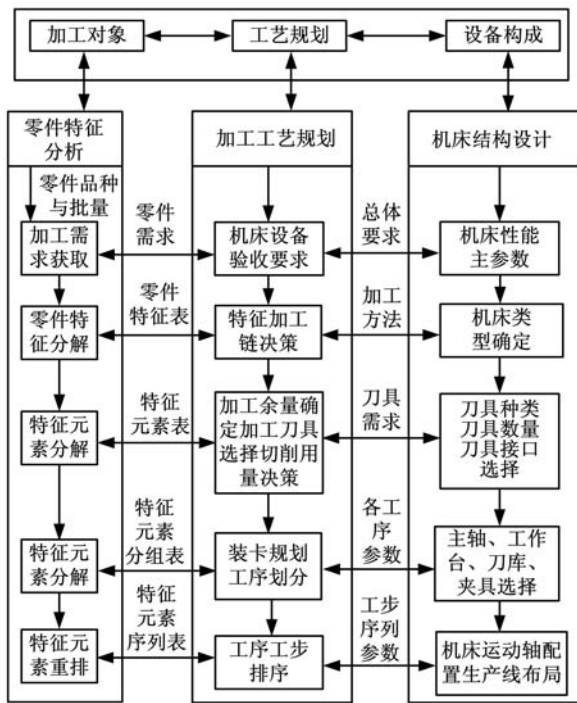 加工对象
工艺规划
设备构成
零件特征
分析
加工工艺规划
机床结构设计
零件品种
与批量
零件
需求
总体
要求
加工需
求获取
机床设备
验收要求
机床性能
主参数
零件
特征表
加工
方法
零件特
征分解
特征加工
链决策
机床类
型确定
特征
元素表
刀具
需求
特征元
素分解
加工余量确
定加工刀具
选择切削用
量决策
刀具种类
刀具数量
刀具接口
选择
特征
元素
分组表
各工
序
参数
特征元
素分解
装卡规划
工序划分
主轴、工作
台、刀库、
夹具选择
特征
元素
序列表
工步
序列
参数
特征元
素重排
工序工步
排序
机床运动轴配
置生产线布局